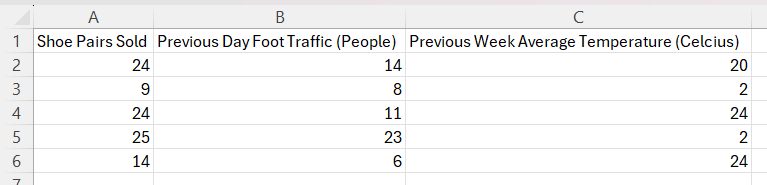 A B C
1 Shoe Pairs Sold Previous Day Foot Traffic (People) Previous Week Average Temperature (Celcius)
2 24 14 20
3 9 8 2
4 24 11 24
5 25 23 2
6 14 6 24
7